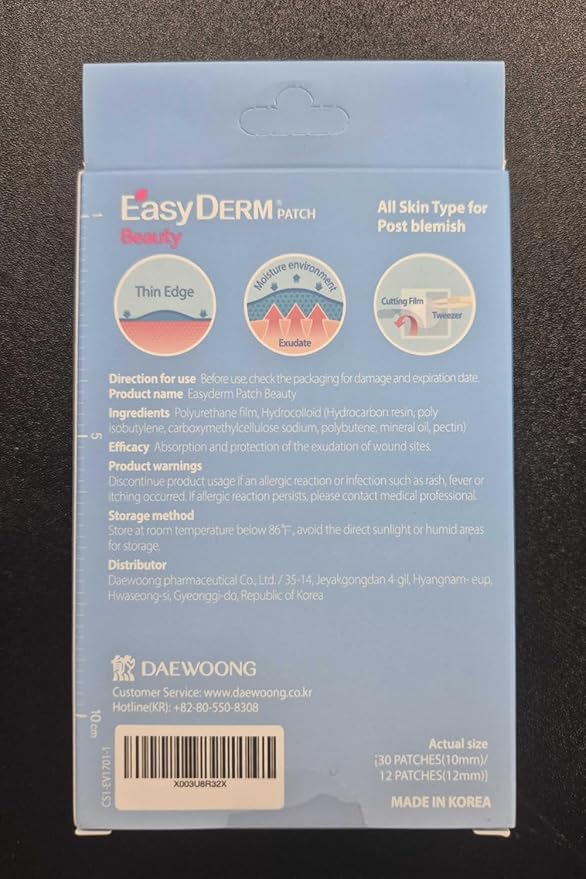 EasyDERM® PATCH
Beauty
All Skin Type for
Post blemish
1
Thin Edge
Moisture environment
Exudate
Cutting Film
Tweezer
Direction for use Before use, check the packaging for damage and expiration date.
Product name Easyderm Patch Beauty
Ingredients Polyurethane film, Hydrocolloid (Hydrocarbon resin, poly
isobutylene, carboxymethylcellulose sodium, polybutene, mineral oil, pectin)
5
Efficacy Absorption and protection of the exudation of wound sites.
Product warnings
Discontinue product usage if an allergic reaction or infection such as rash, fever or
itching occurred. If allergic reaction persists, please contact medical professional.
Storage method
Store at room temperature below 86℉, avoid the direct sunlight or humid areas
for storage.
Distributor
Daewoong pharmaceutical Co., Ltd. / 35-14, Jeyakgongdan 4-gil, Hyangnam- eup,
Hwaseong-si, Gyeonggi-do, Republic of Korea
DAEWOONG
Customer Service: www.daewoong.co.kr
Hotline(KR): +82-80-550-8308
10 cm
CS1-EV1701-1
X003U8R32X
Actual size
[30 PATCHES(10mm)/
12 PATCHES(12mm)]
MADE IN KOREA